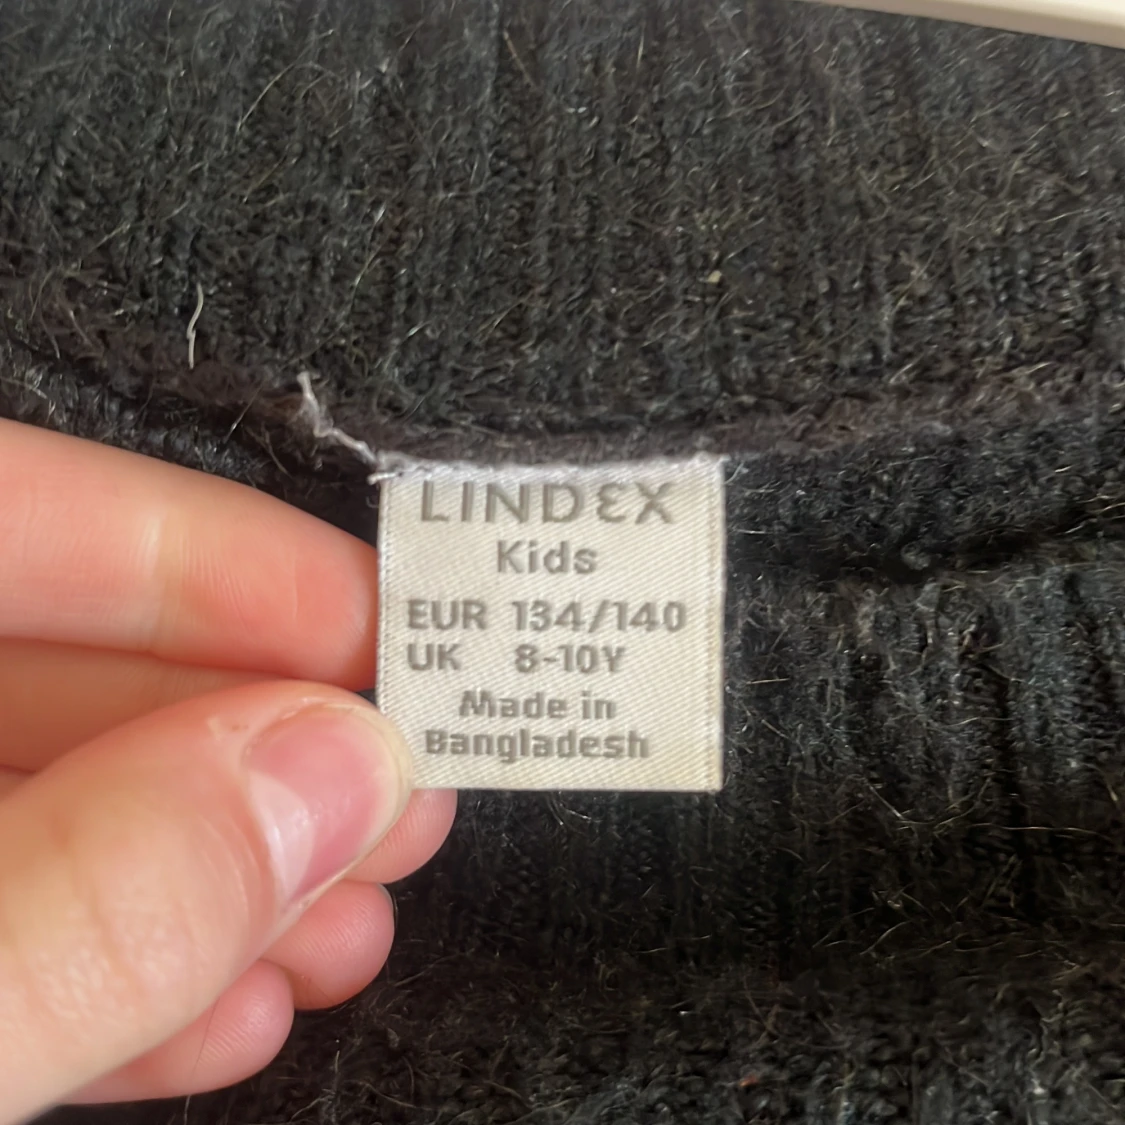 LINDEX
Kids
EUR 134/140
UK 8-10Y
Made in
Bangladesh